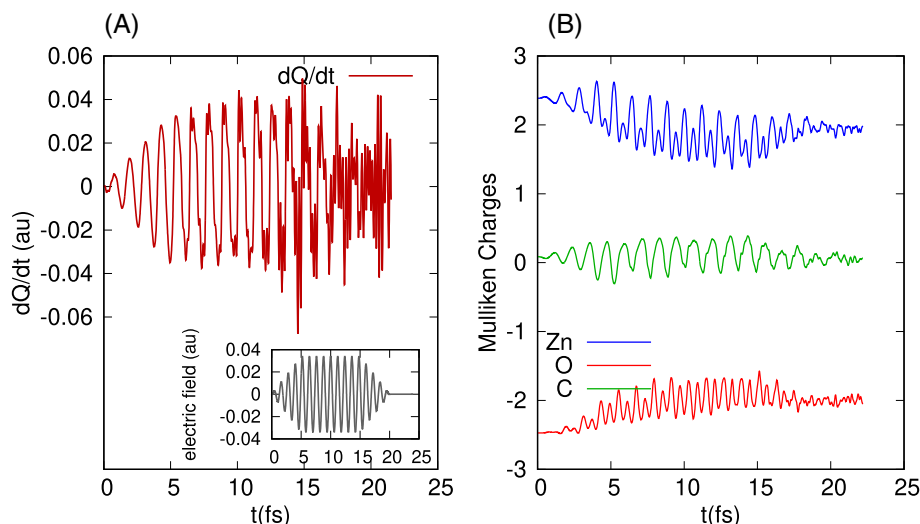 (A)
0.06
0.04
0.02
0
-0.02
-0.04
-0.06
dQ/dt (au)
dQ/dt
electric field (au)
0.04
0.02
0
-0.02
-0.04
0 5 10 15 20 25
0 5 10 15 20 25
t(fs)
(B)
3
2
1
0
-1
-2
-3
Mulliken Charges
Zn
O
C
0 5 10 15 20 25
t(fs)